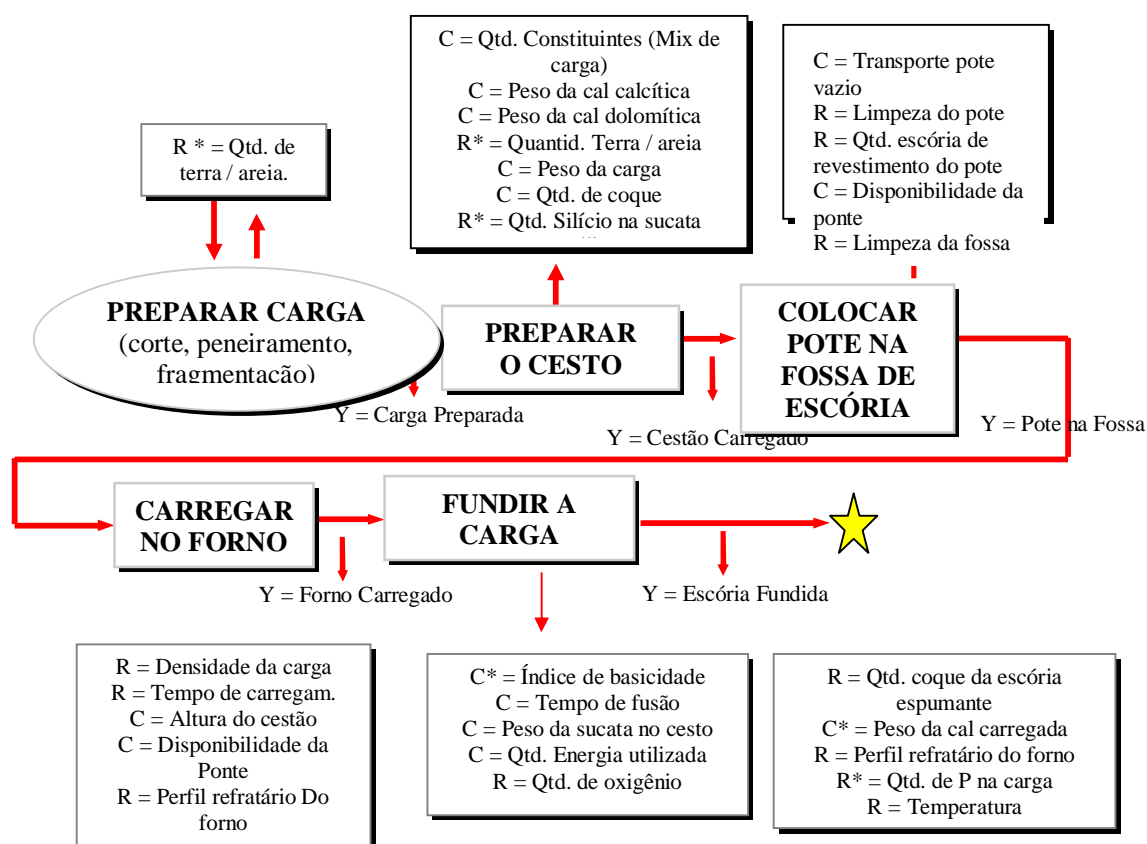 C = Qtd. Constituintes (Mix de
carga)
C = Peso da cal calcítica
C = Peso da cal dolomítica
R* = Quantid. Terra / areia
C = Peso da carga
C = Qtd. de coque
R* = Qtd. Silício na sucata
C = Transporte pote
vazio
R = Limpeza do pote
R = Qtd. escória de
revestimento do pote
C = Disponibilidade da
ponte
R = Limpeza da fossa
R * = Qtd. de
terra / areia.
PREPARAR CARGA
(corte, peneiramento,
fragmentação)
PREPARAR
O CESTO
COLOCAR
POTE NA
FOSSA DE
ESCÓRIA
Y = Carga Preparada
Y = Cestão Carregado
Y = Pote na Fossa
CARREGAR
NO FORNO
FUNDIR A
CARGA
Y = Forno Carregado
Y = Escória Fundida
R = Densidade da carga
R = Tempo de carregam.
C = Altura do cestão
C = Disponibilidade da
Ponte
R = Perfil refratário Do
forno
C* = Índice de basicidade
C = Tempo de fusão
C = Peso da sucata no cesto
C = Qtd. Energia utilizada
R = Qtd. de oxigênio
R = Qtd. coque da escória
espumante
C* = Peso da cal carregada
R = Perfil refratário do forno
R* = Qtd. de P na carga
R = Temperatura